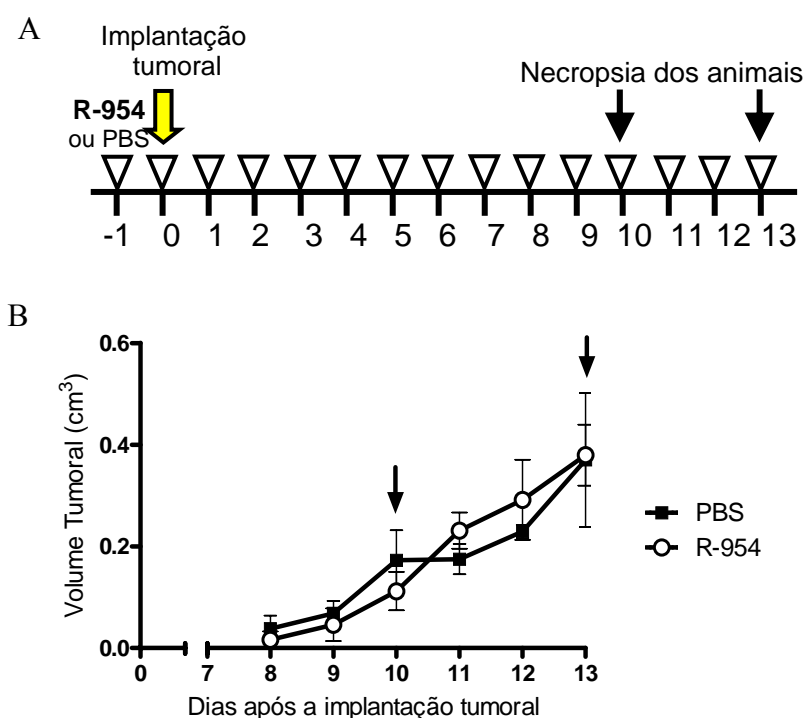 A
Implantação
tumoral
Necropsia dos animais
R-954
ou PBS
-1 0 1 2 3 4 5 6 7 8 9 10 11 12 13
B
Volume Tumoral (cm³)
0.6
0.4
0.2
0.0
PBS
R-954
0 7 8 9 10 11 12 13
Dias após a implantação tumoral